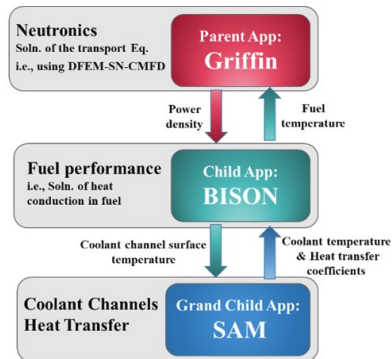 Neutronics
Soln. of the transport Eq.
i.e., using DFEM-SN-CMFD
Parent App:
Griffin
Power
density
Fuel
temperature
Fuel performance
i.e., Soln. of heat
conduction in fuel
Child App:
BISON
Coolant channel surface
temperature
Coolant temperature
& Heat transfer
coefficients
Coolant Channels
Heat Transfer
Grand Child App:
SAM